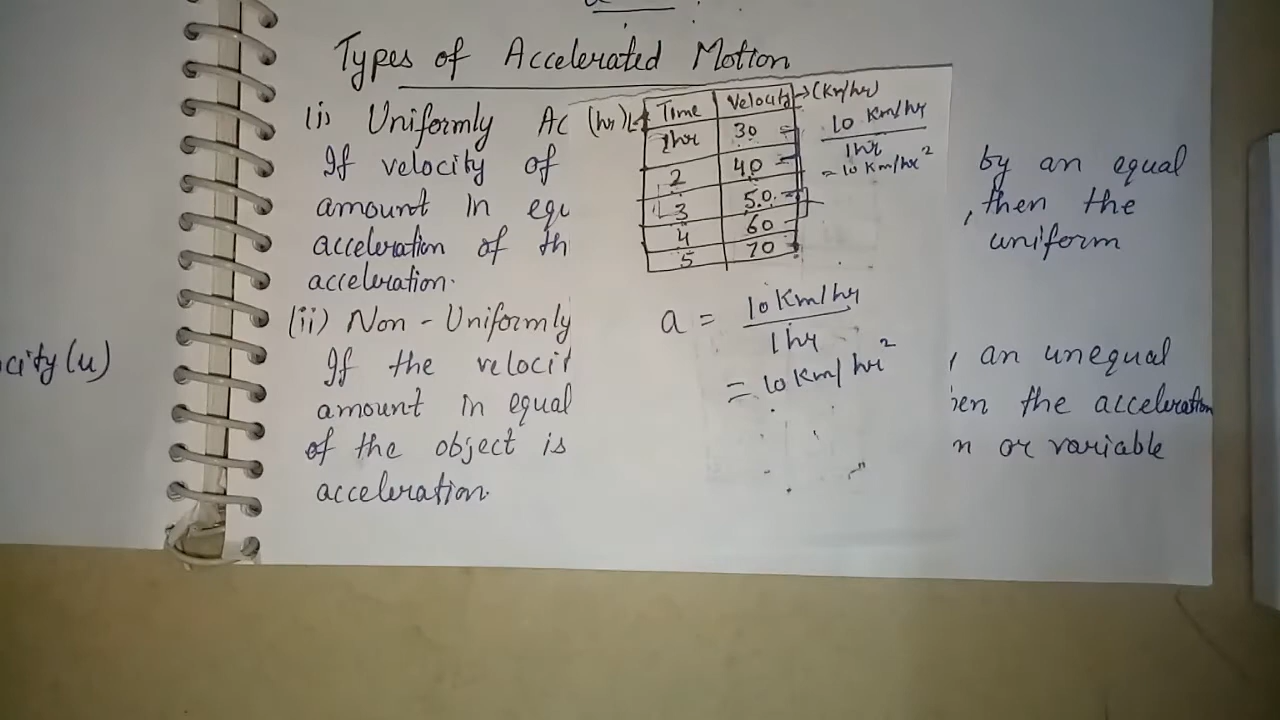 Types of Accelerated Motion
(i) Uniformly Ac
If velocity of
amount in equ
acceleration of th
acceleration.
by an equal
, then the
uniform
(hr) Time Velocity → (Km/hr)
1hr 30
2 40
3 50
4 60
5 70
10 Km/hr
1hr
= 10 Km/hr²
a = 10 Km/hr
1hr
= 10 Km/hr²
(ii) Non - Uniformly
If the velocit
amount in equal
of the object is
acceleration.
, an unequal
hen the acceleration
n or variable
ocity (u)